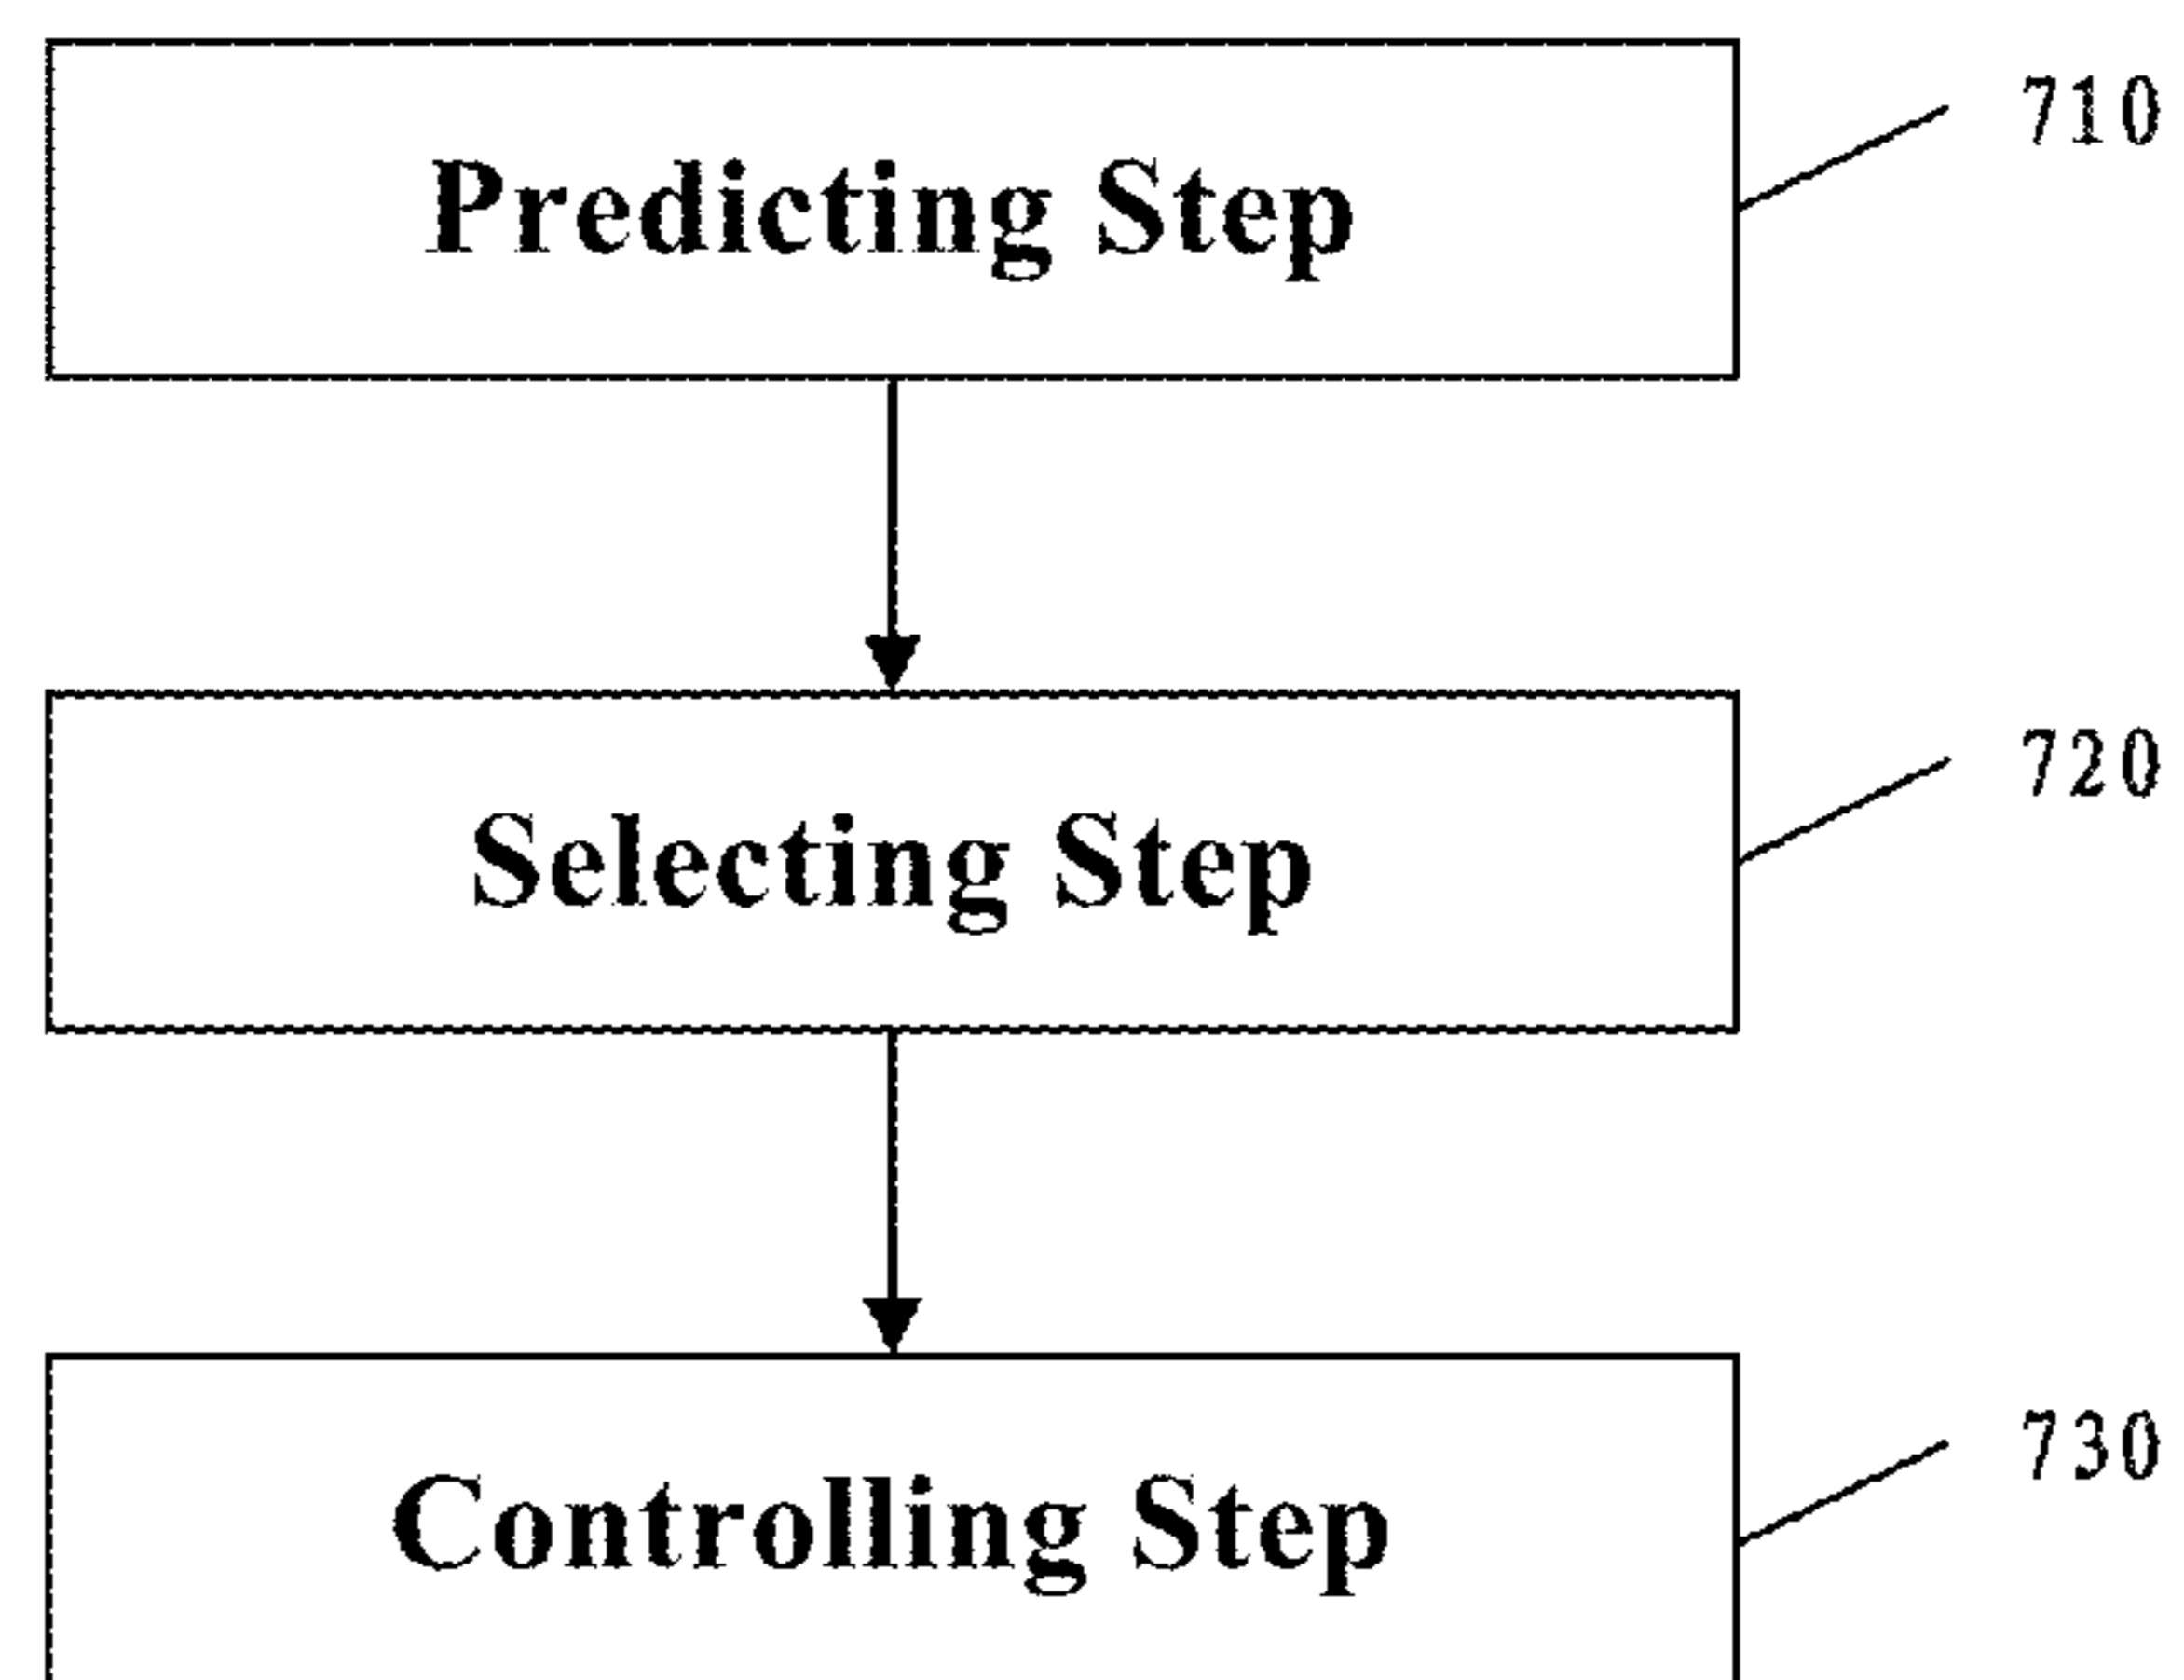 Predicting Step
710
Selecting Step
720
Controlling Step
730